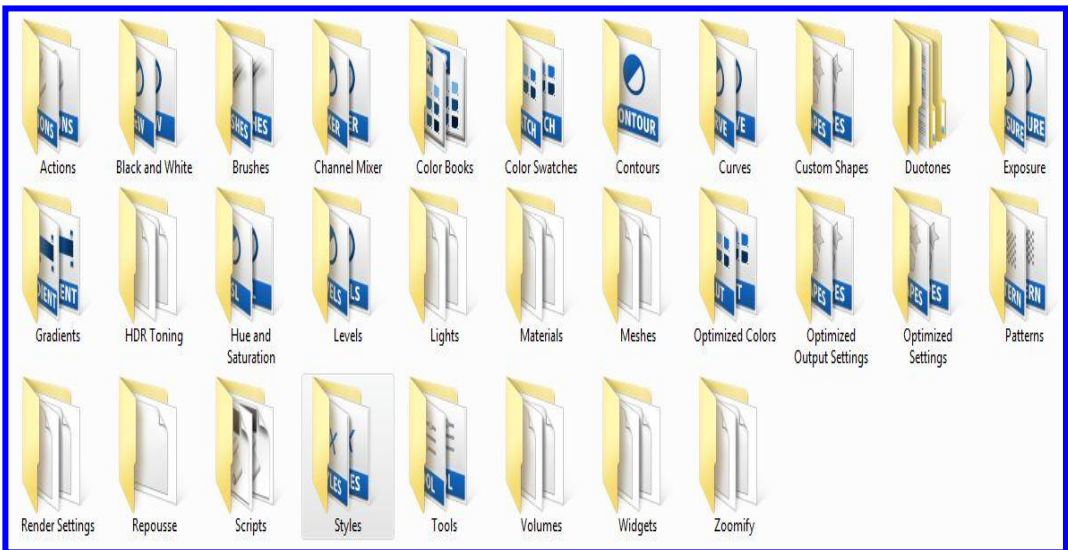 Actions Black and White Brushes Channel Mixer Color Books Color Swatches Contours Curves Custom Shapes Duotones Exposure
Gradients HDR Toning Hue and Saturation Levels Lights Materials Meshes Optimized Colors Optimized Output Settings Optimized Settings Patterns
Render Settings Repousse Scripts Styles Tools Volumes Widgets Zoomify